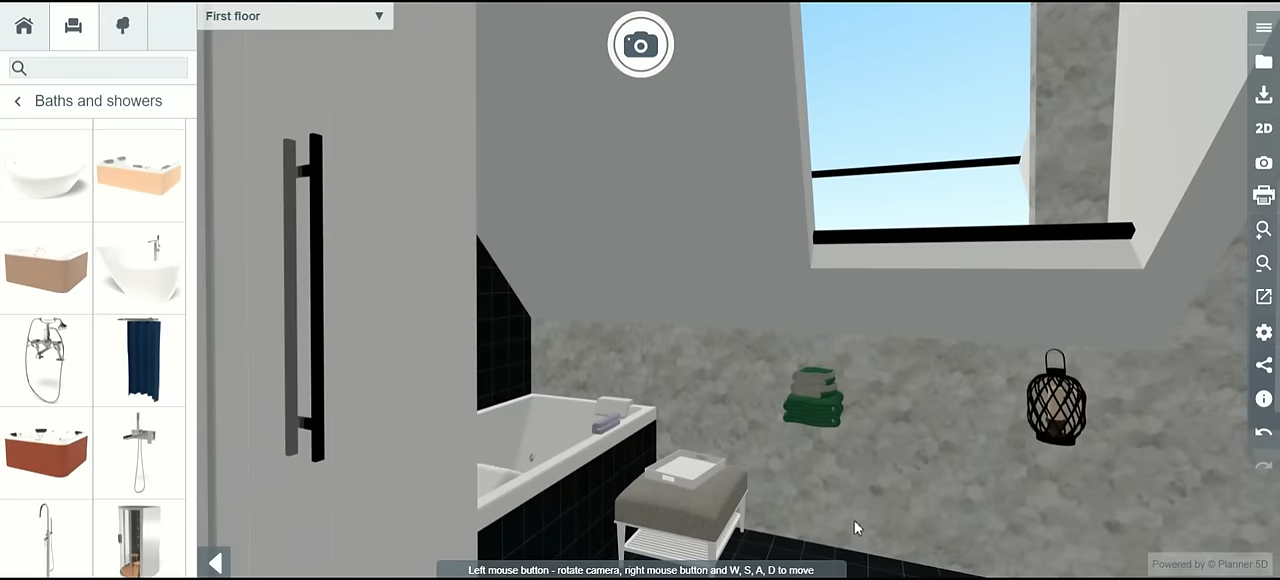 First floor
Baths and showers
2D
Left mouse button - rotate camera, right mouse button and W, S, A, D to move
Powered by © Planner 5D